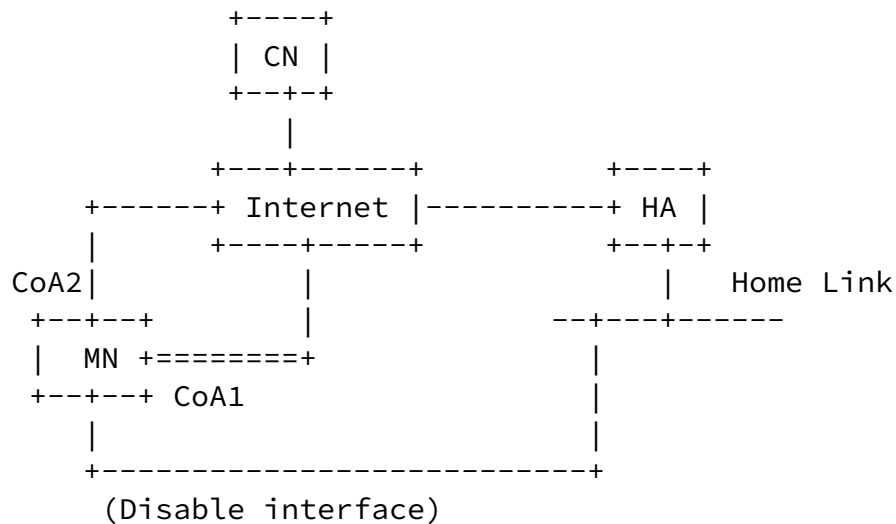 CN
Internet
HA
CoA2
Home Link
MN
CoA1
(Disable interface)